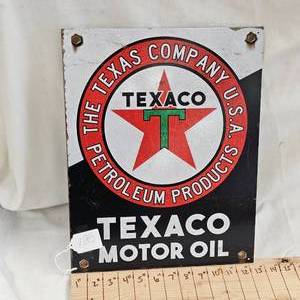 THE TEXAS COMPANY U.S.A.
TEXACO
T
PETROLEUM PRODUCTS
TEXACO
MOTOR OIL